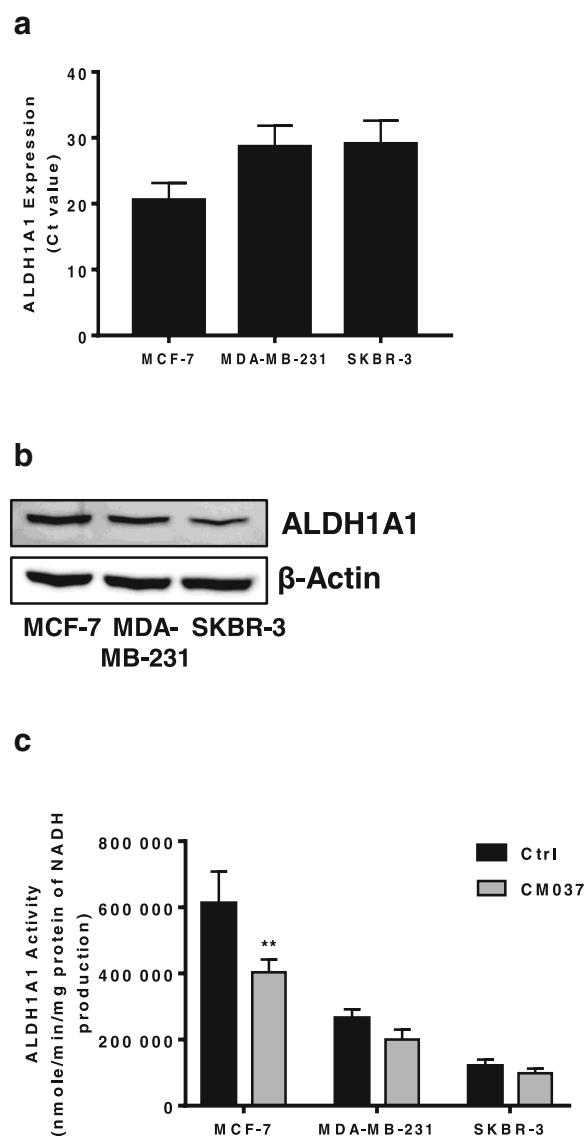 a
ALDH1A1 Expression
(Ct value)
40
30
20
10
0
MCF-7 MDA-MB-231 SKBR-3
b
ALDH1A1
β-Actin
MCF-7 MDA- SKBR-3
MB-231
c
ALDH1A1 Activity
(nmole/min/mg protein of NADH
production)
800 000
600 000
400 000
200 000
0
**
Ctrl
CM037
MCF-7 MDA-MB-231 SKBR-3